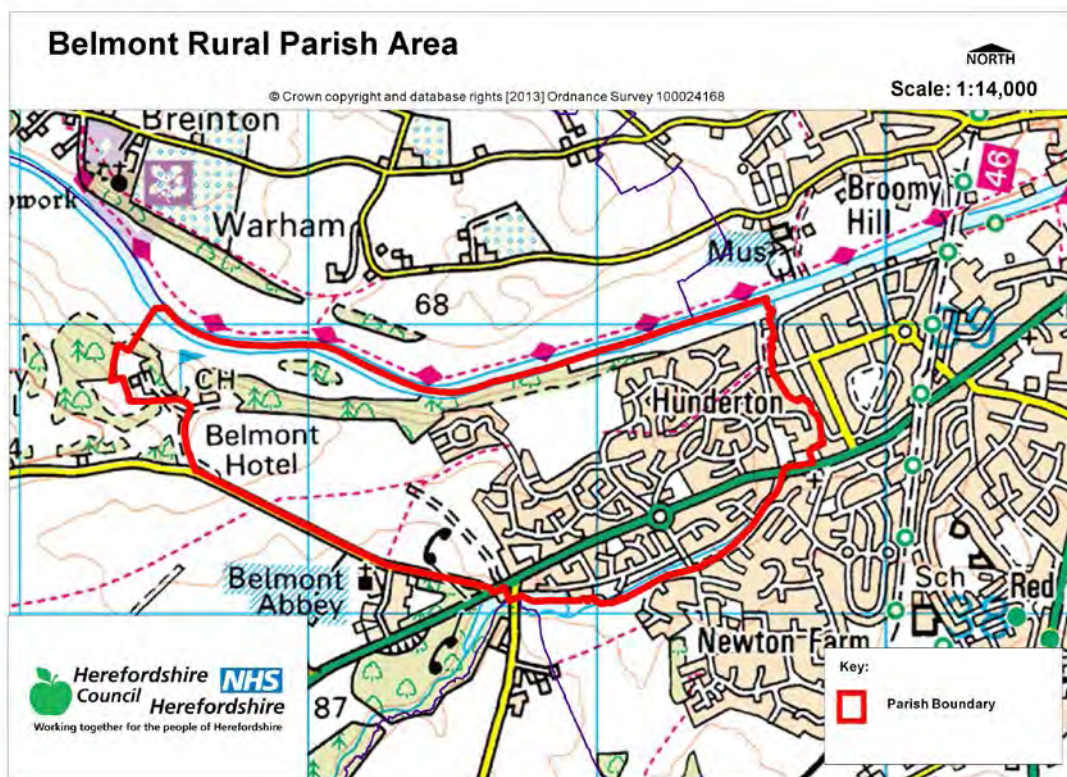 Belmont Rural Parish Area
NORTH
Scale: 1:14,000
© Crown copyright and database rights [2013] Ordnance Survey 100024168
Breinton
46
Broomy
Hill
Warham
Mus
68
39
CH
Hunderton
Belmont
Hotel
Belmont
Abbey
Sch
Red
Newton Farm
87
Key:
Parish Boundary
Herefordshire
Council
NHS
Herefordshire
Working together for the people of Herefordshire